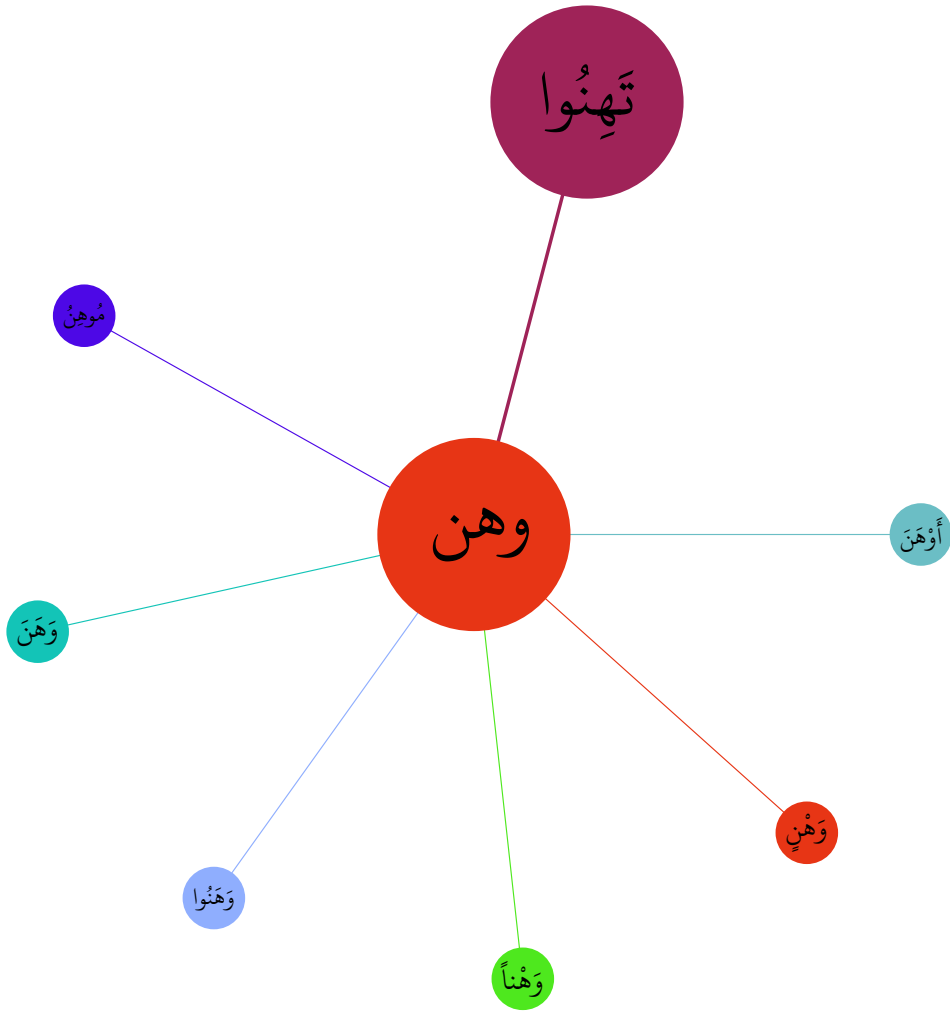 تَهِنُوا
مُوهِنُ
وهن
أَوْهَنَ
وَهَنَ
وَهْنٍ
وَهَنُوا
وَهْناً